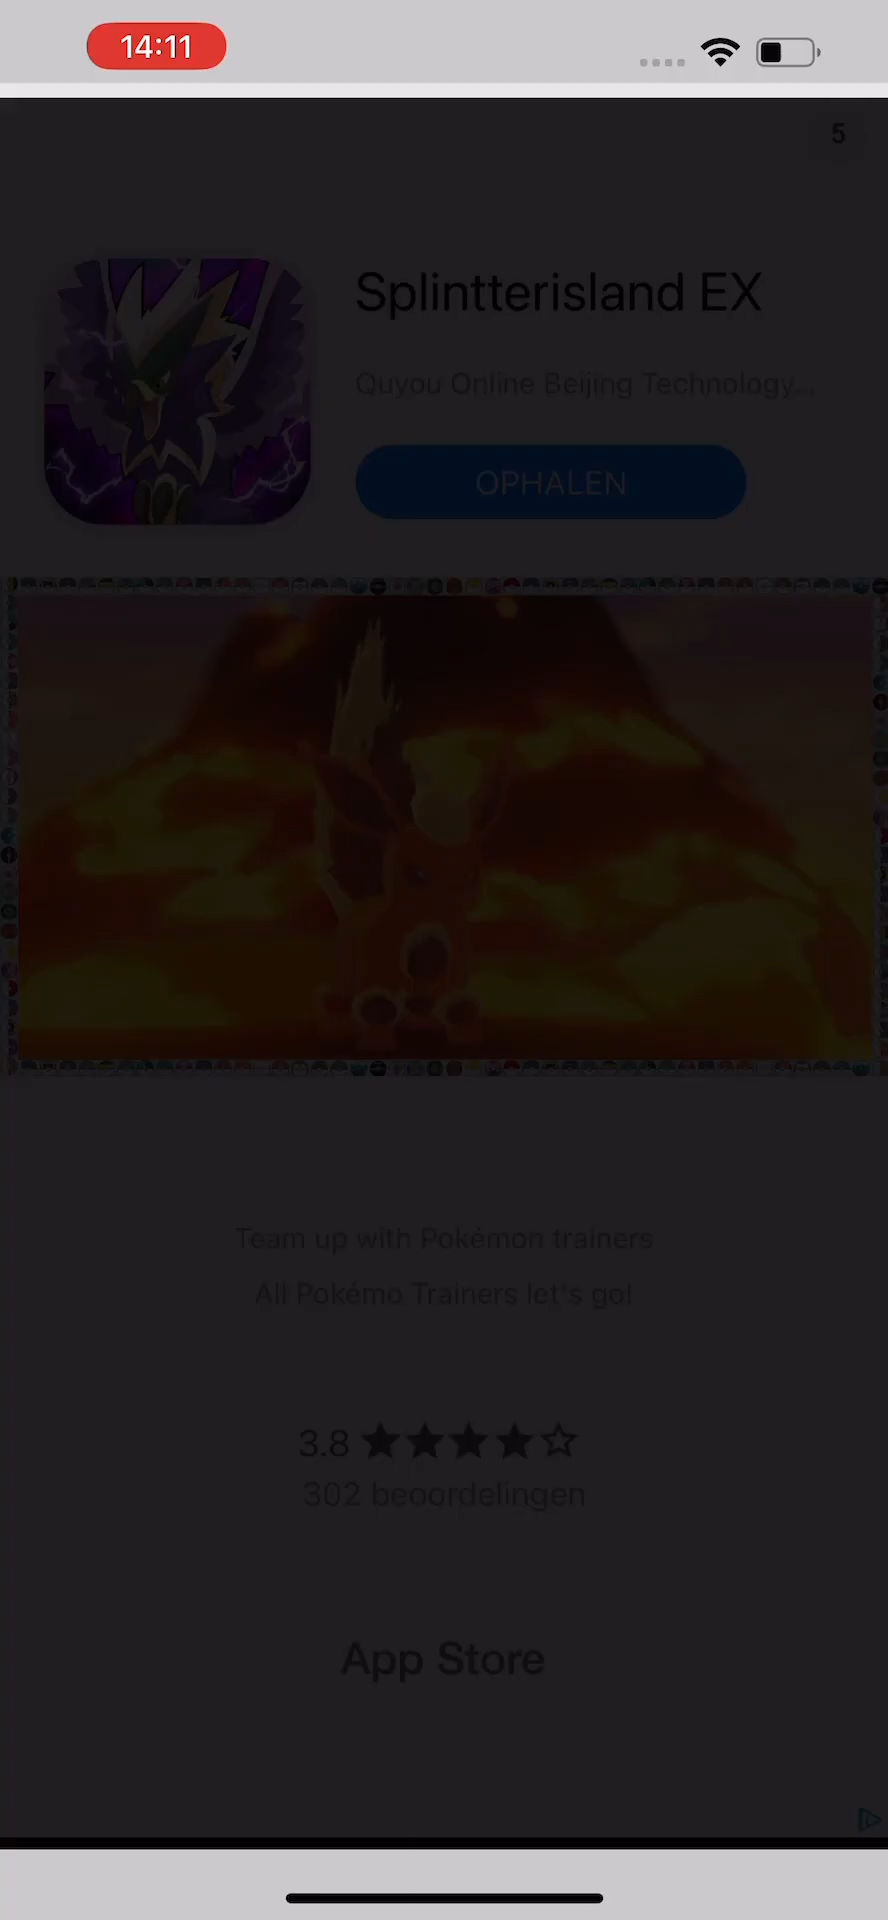 14:11
5
Splintterisland EX
Quyou Online Beijing Technology...
OPHALEN
Team up with Pokémon trainers
All Pokémo Trainers let's go!
3.8
302 beoordelingen
App Store